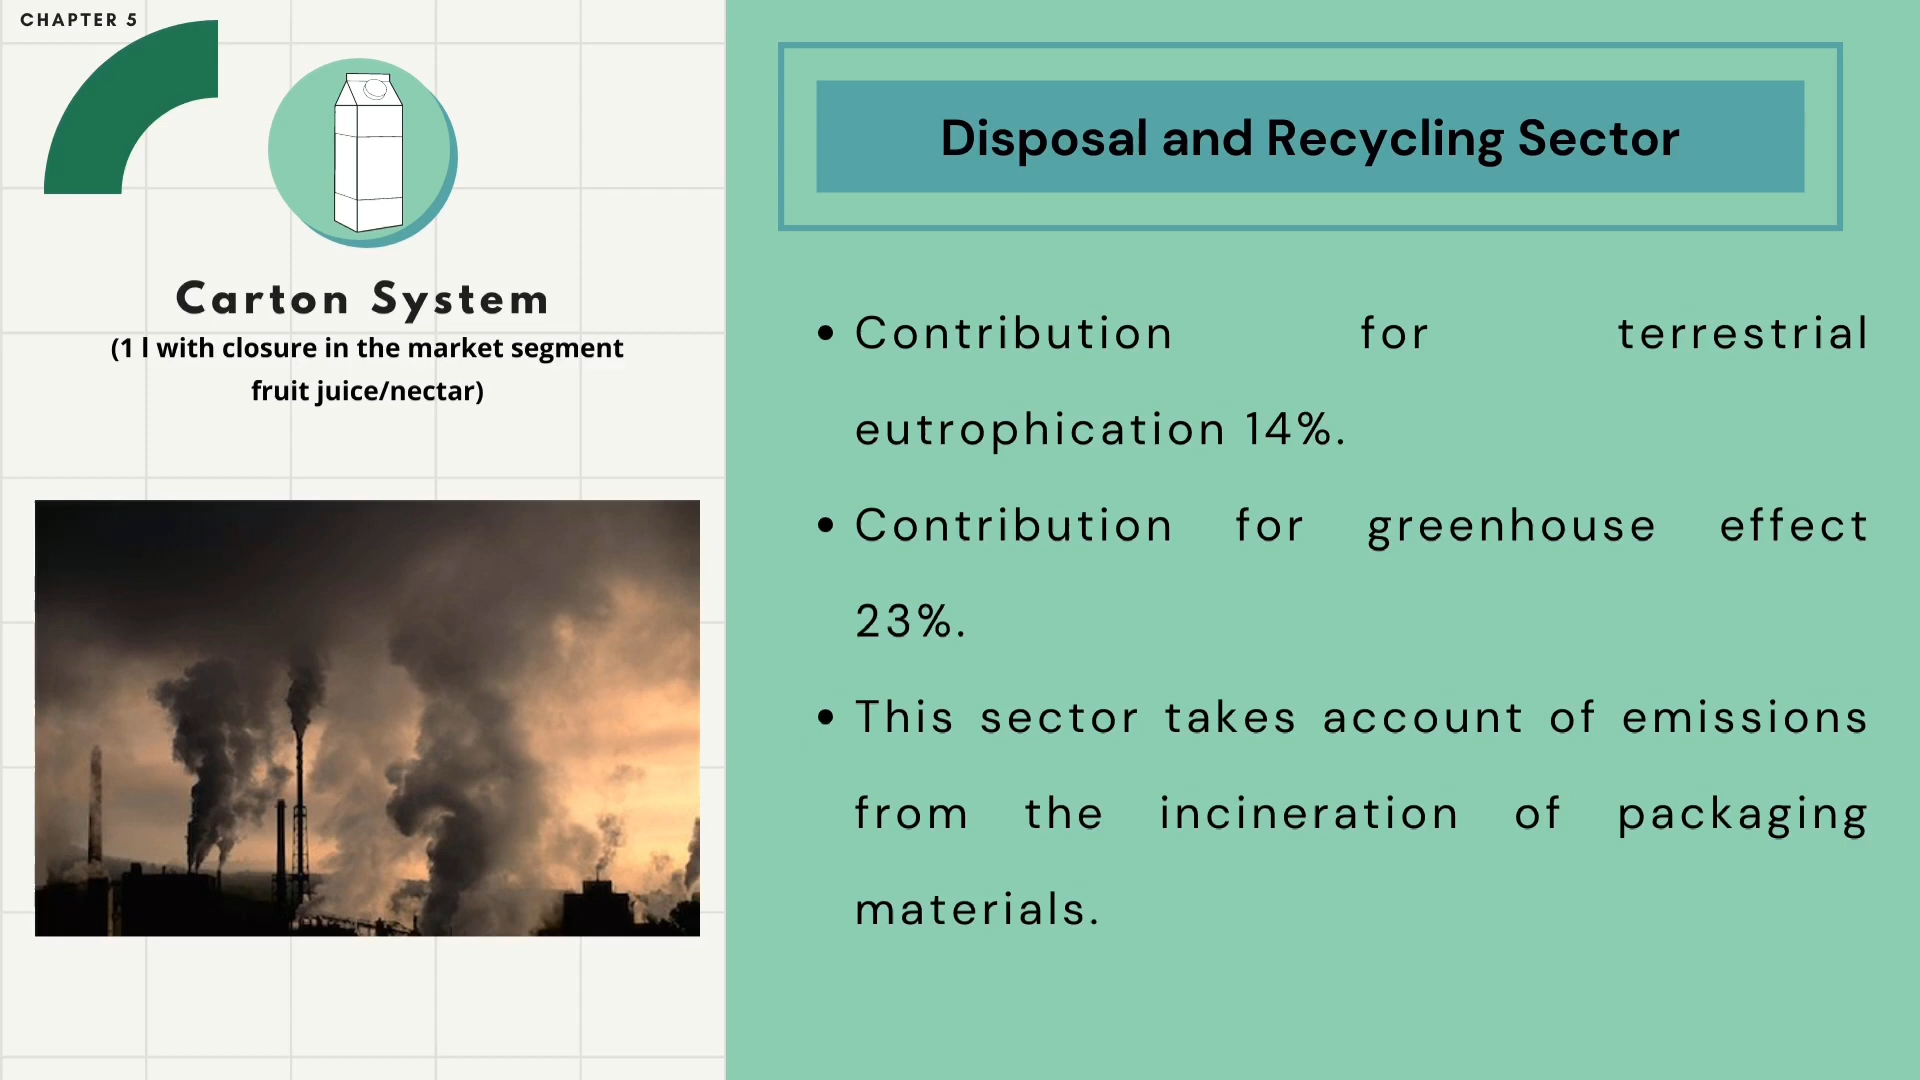 CHAPTER 5
Carton System
(1 l with closure in the market segment
fruit juice/nectar)
Disposal and Recycling Sector
• Contribution for terrestrial
eutrophication 14%.
• Contribution for greenhouse effect
23%.
• This sector takes account of emissions
from the incineration of packaging
materials.